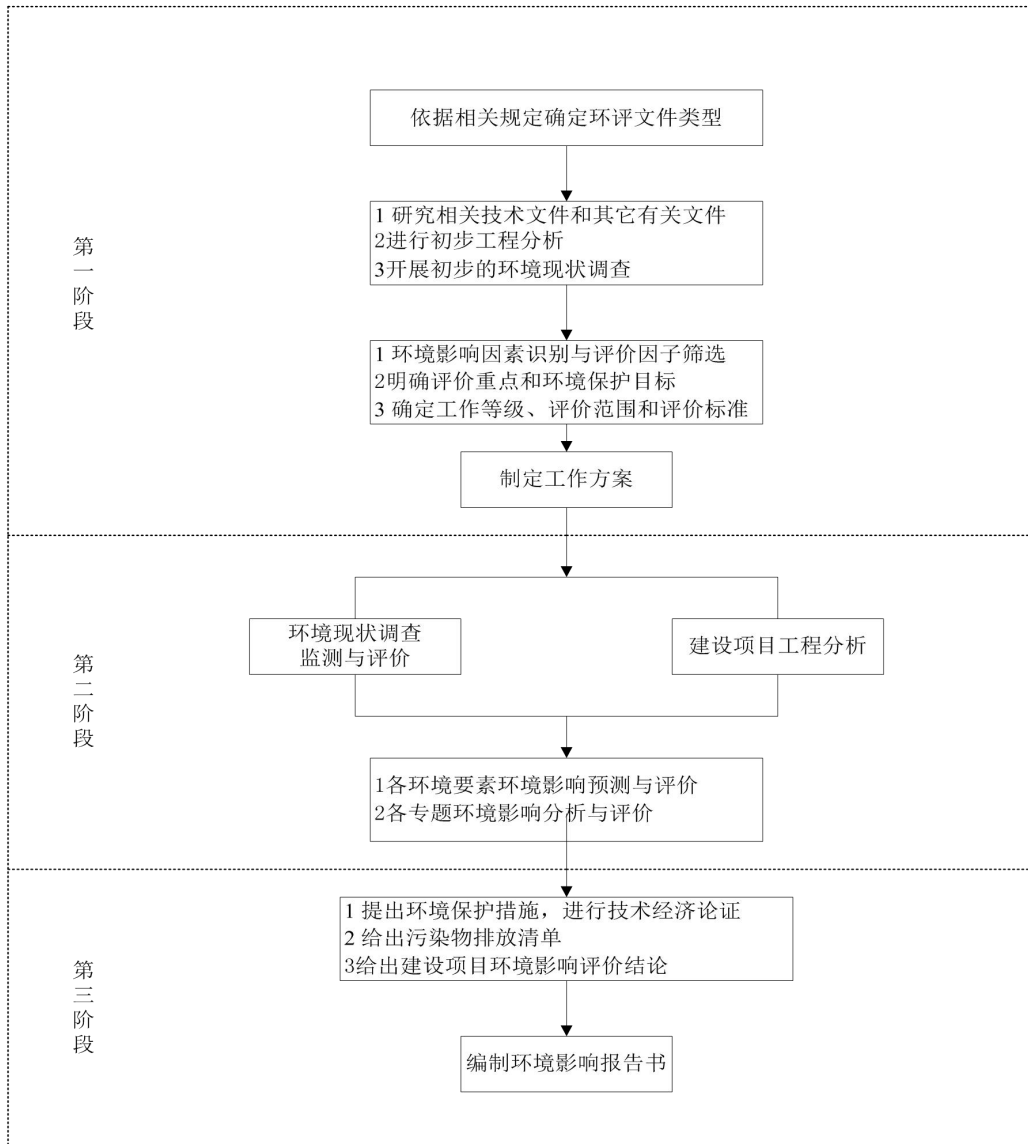 第一阶段
依据相关规定确定环评文件类型
1 研究相关技术文件和其它有关文件
2进行初步工程分析
3开展初步的环境现状调查
1 环境影响因素识别与评价因子筛选
2明确评价重点和环境保护目标
3 确定工作等级、评价范围和评价标准
制定工作方案
第二阶段
环境现状调查
监测与评价
建设项目工程分析
1各环境要素环境影响预测与评价
2各专题环境影响分析与评价
第三阶段
1 提出环境保护措施，进行技术经济论证
2 给出污染物排放清单
3给出建设项目环境影响评价结论
编制环境影响报告书